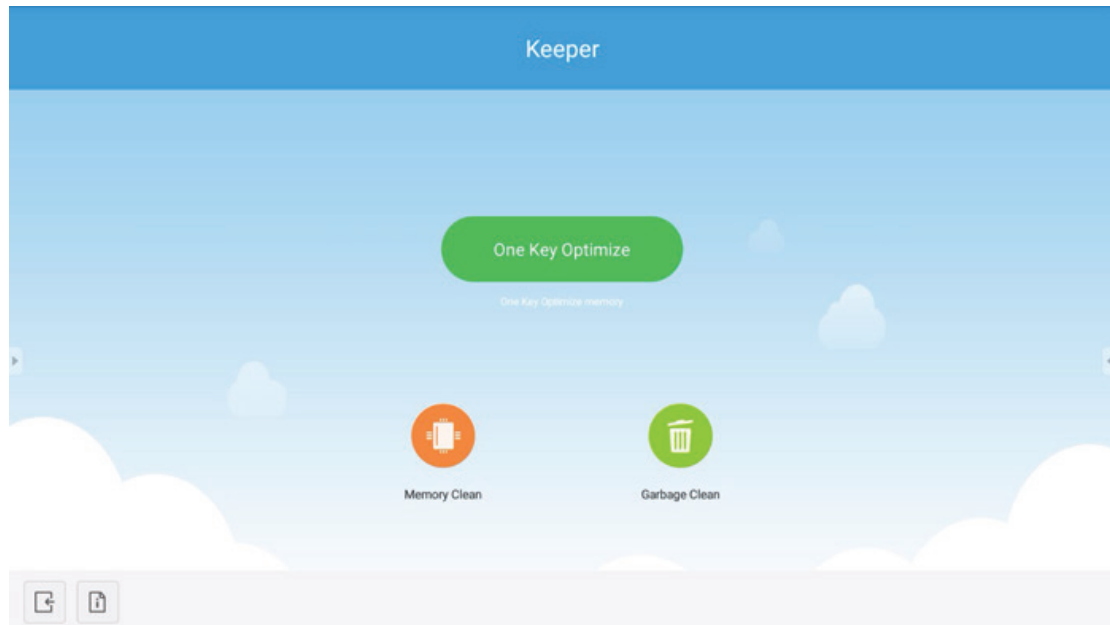 Keeper
One Key Optimize
One Key Optimize memory
Memory Clean
Garbage Clean